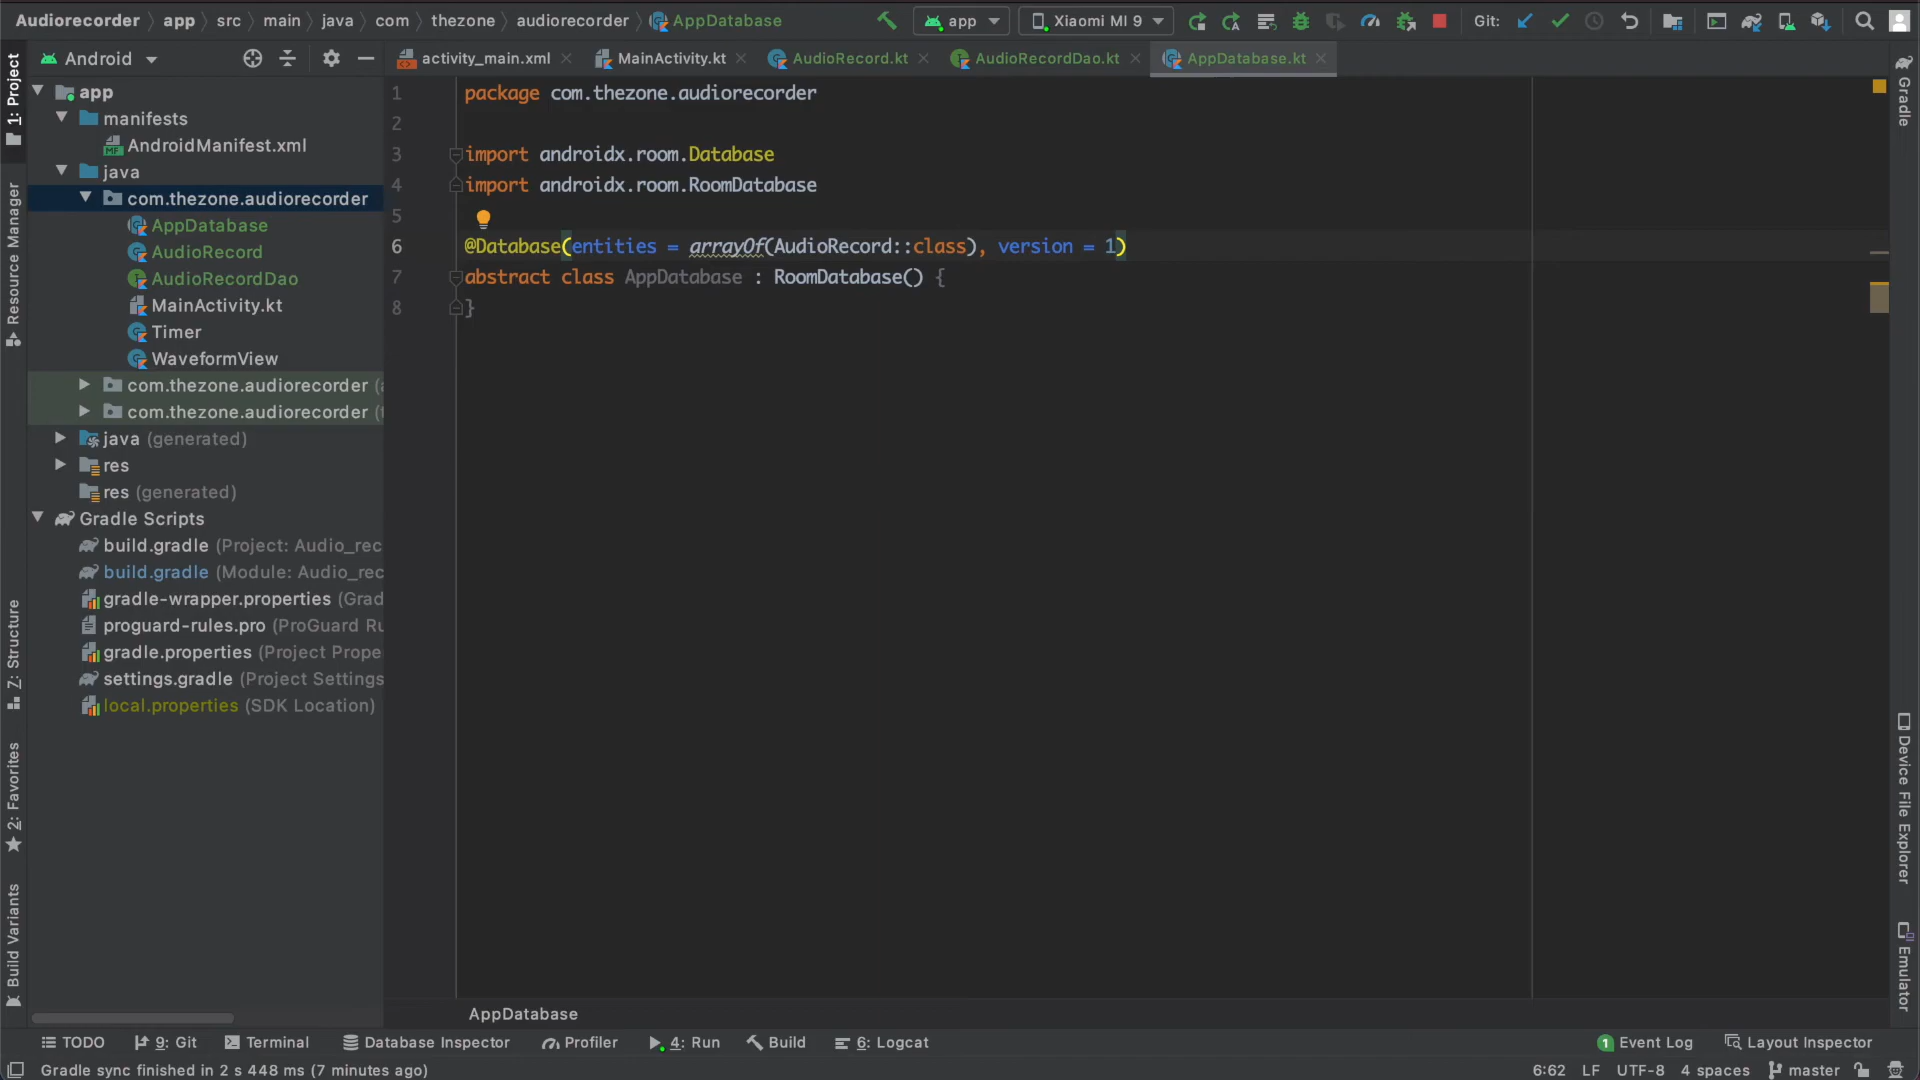 Audiorecorder app src main java com thezone audiorecorder AppDatabase app Xiaomi MI 9 Git:
Android
activity_main.xml MainActivity.kt AudioRecord.kt AudioRecordDao.kt AppDatabase.kt
1: Project
Resource Manager
Z: Structure
2: Favorites
Build Variants
app
manifests
AndroidManifest.xml
java
com.thezone.audiorecorder
AppDatabase
AudioRecord
AudioRecordDao
MainActivity.kt
Timer
WaveformView
com.thezone.audiorecorder (
com.thezone.audiorecorder (
java (generated)
res
res (generated)
Gradle Scripts
build.gradle (Project: Audio_rec
build.gradle (Module: Audio_rec
gradle-wrapper.properties (Grad
proguard-rules.pro (ProGuard Ru
gradle.properties (Project Prope
settings.gradle (Project Settings
local.properties (SDK Location)
1 package com.thezone.audiorecorder
2
3 import androidx.room.Database
4 import androidx.room.RoomDatabase
5
6 @Database(entities = arrayOf(AudioRecord::class), version = 1)
7 abstract class AppDatabase : RoomDatabase() {
8 }
AppDatabase
Gradle
Device File Explorer
Emulator
TODO 9: Git Terminal Database Inspector Profiler 4: Run Build 6: Logcat 1 Event Log Layout Inspector
Gradle sync finished in 2 s 448 ms (7 minutes ago) 6:62 LF UTF-8 4 spaces master